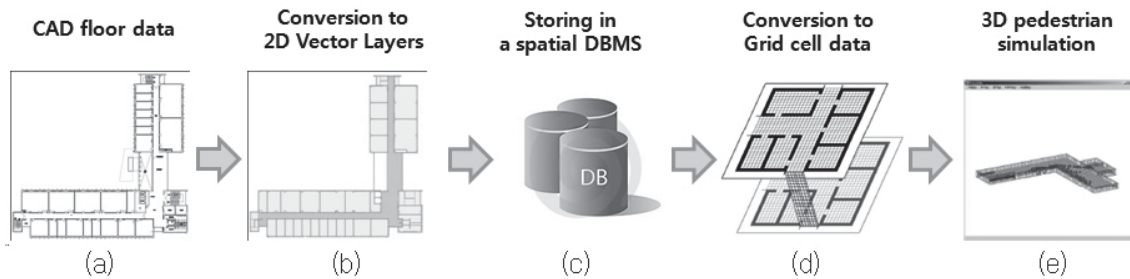 CAD floor data
Conversion to
2D Vector Layers
Storing in
a spatial DBMS
Conversion to
Grid cell data
3D pedestrian
simulation
DB
(a)
(b)
(c)
(d)
(e)